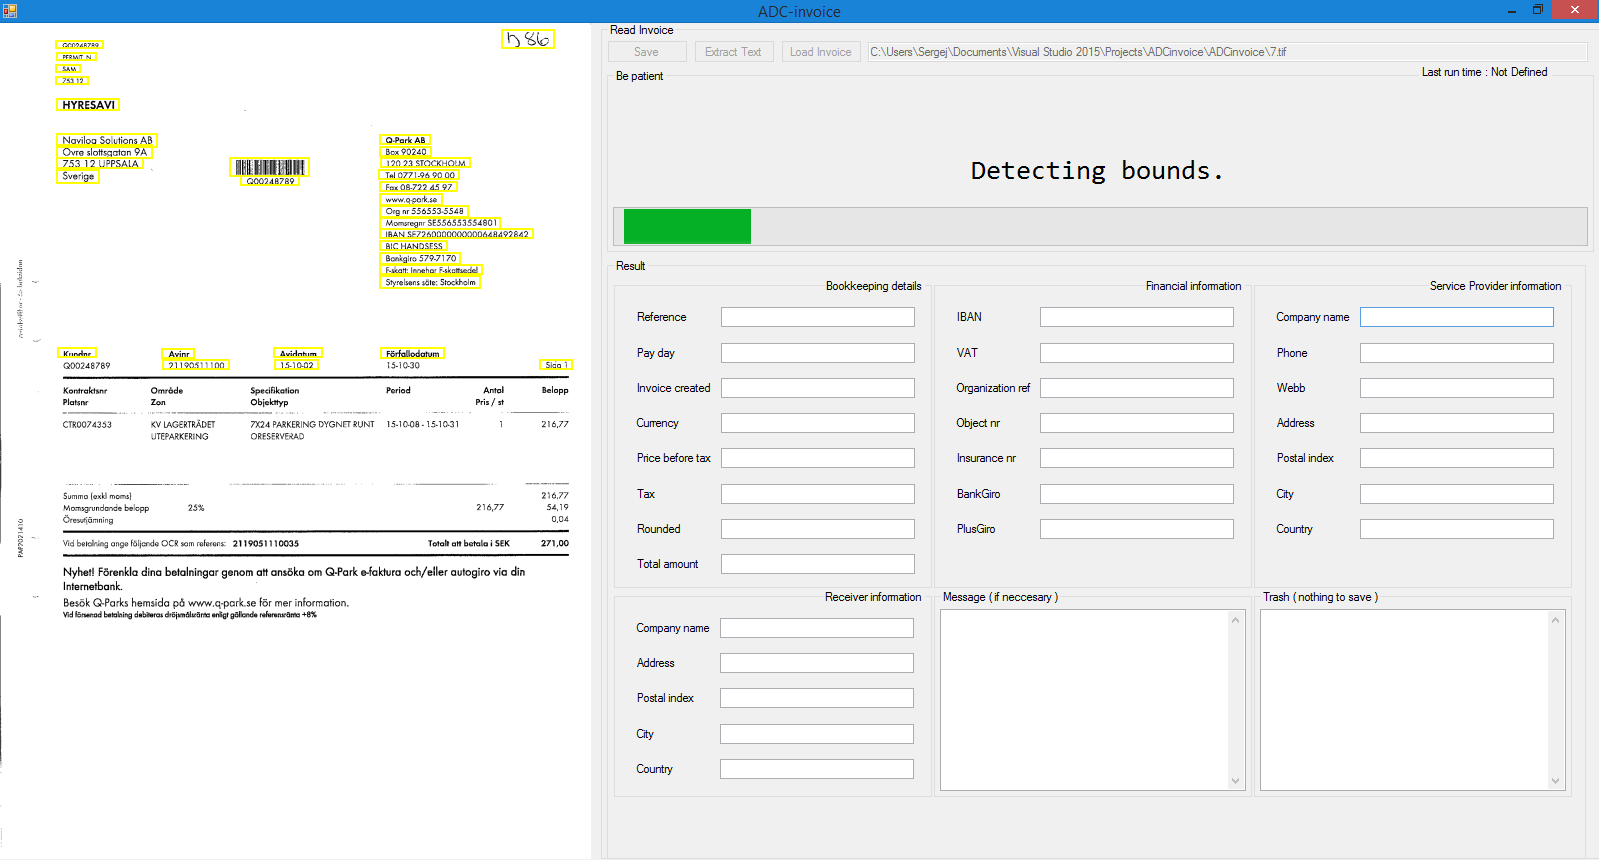 ADC-invoice
Q00248789
PERMIT N
SAM
753 12
HYRESAVI
Naviloa Solutions AB
Ovre slottsgatan 9A
753 12 UPPSALA
Sverige
Q00248789
Q-Park AB
Box 90240
120 23 STOCKHOLM
Tel 0771-96 90 00
Fax 08-722 45 97
www.q-park.se
Org nr 556553-5548
Momsregnr SE556553554801
IBAN SE7260000000000648492842
BIC HANDSESS
Bankgiro 579-7170
F-skatt: Innehar F-skattsedel
Styrelsens säte: Stockholm
Kundnr Avinr Avidatum Förfallodatum
Q00248789 21190511100 15-10-02 15-10-30 Sida 1
Kontraktsnr Område Specifikation Period Antal Belopp
Platsnr Zon Objekttyp Pris / st
CTR0074353 KV LAGERTRÄDET 7X24 PARKERING DYGNET RUNT 15-10-08 - 15-10-31 1 216,77
UTEPARKERING ORESERVERAD
Summa (exkl moms) 216,77
Momsgrundande belopp 25% 216,77 54,19
Öresutjämning 0,04
Vid betalning ange följande OCR som referens: 2119051110035 Totalt att betala i SEK 271,00
Nyhet! Förenkla dina betalningar genom att ansöka om Q-Park e-faktura och/eller autogiro via din
Internetbank.
Besök Q-Parks hemsida på www.q-park.se för mer information.
Vid försenad betalning debiteras dröjsmålsränta enligt gällande referensränta +8%
PAF2021410
Read Invoice
Save Extract Text Load Invoice C:\Users\Sergej\Documents\Visual Studio 2015\Projects\ADCinvoice\ADCinvoice\7.tif
Be patient Last run time : Not Defined
Detecting bounds.
Result
Bookkeeping details
Reference
Pay day
Invoice created
Currency
Price before tax
Tax
Rounded
Total amount
Financial information
IBAN
VAT
Organization ref
Object nr
Insurance nr
BankGiro
PlusGiro
Service Provider information
Company name
Phone
Webb
Address
Postal index
City
Country
Receiver information
Company name
Address
Postal index
City
Country
Message ( if neccesary )
Trash ( nothing to save )